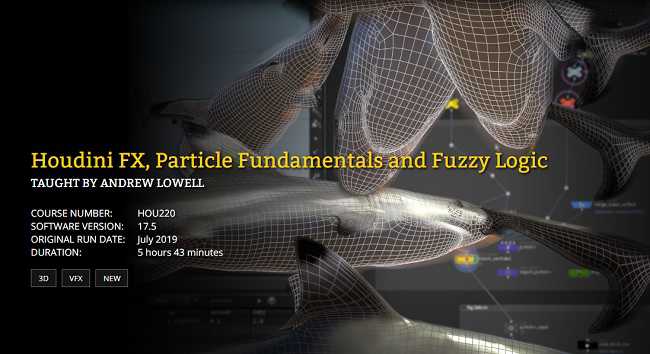 Houdini FX, Particle Fundamentals and Fuzzy Logic
TAUGHT BY ANDREW LOWELL
COURSE NUMBER: HOU220
SOFTWARE VERSION: 17.5
ORIGINAL RUN DATE: July 2019
DURATION: 5 hours 43 minutes
3D VFX NEW